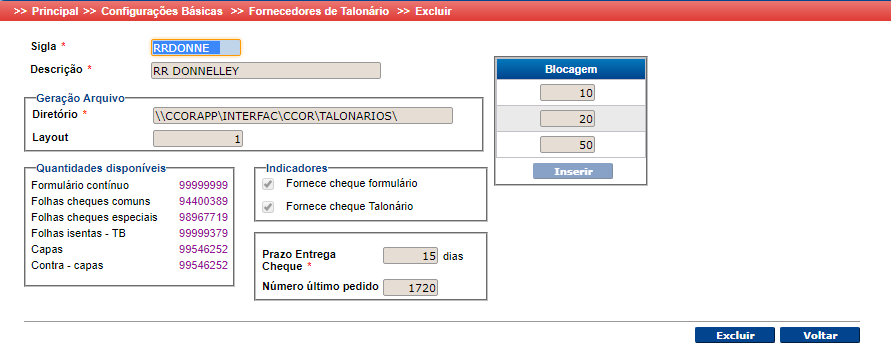 >> Principal >> Configurações Básicas >> Fornecedores de Talonário >> Excluir
Sigla * RRDONNE
Descrição * RR DONNELLEY
Geração Arquivo
Diretório * \\CCORAPP\INTERFAC\CCOR\TALONARIOS\
Layout 1
Blocagem
10
20
50
Inserir
Quantidades disponíveis
Formulário contínuo 99999999
Folhas cheques comuns 94400389
Folhas cheques especiais 98967719
Folhas isentas - TB 99999379
Capas 99546252
Contra - capas 99546252
Indicadores
Fornece cheque formulário
Fornece cheque Talonário
Prazo Entrega
Cheque * 15 dias
Número último pedido 1720
Excluir Voltar